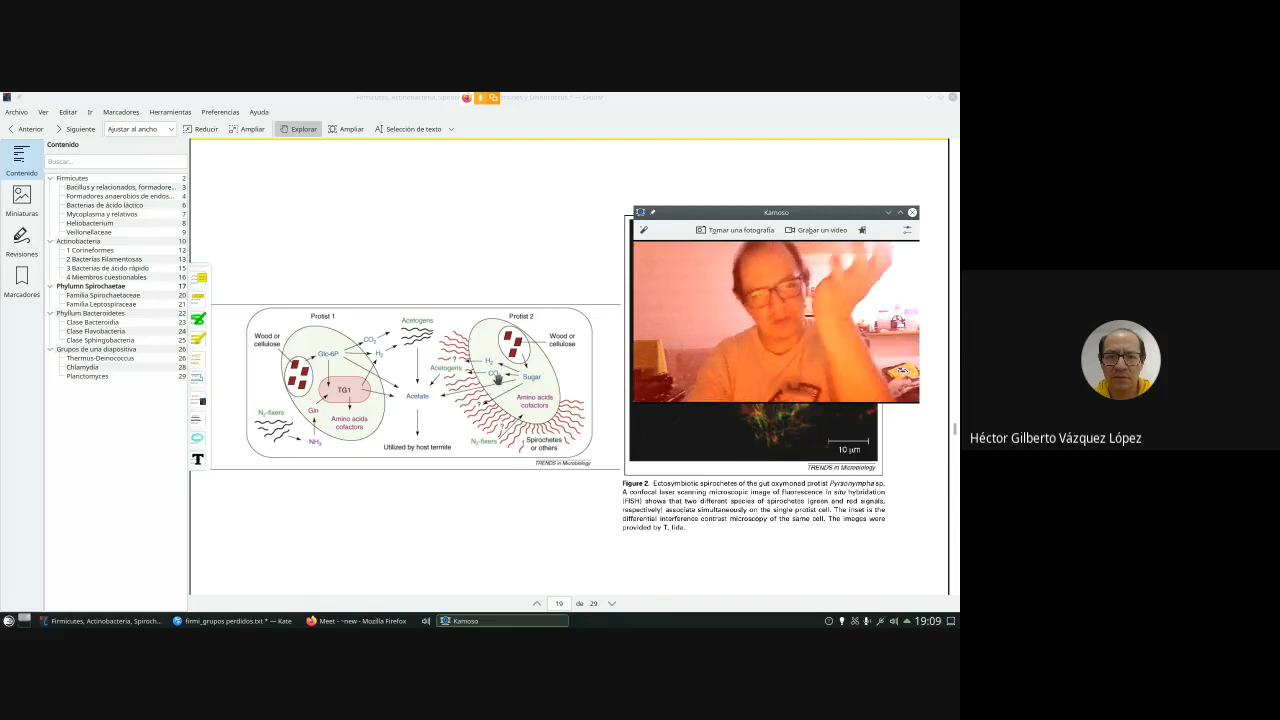 Archivo Ver Editar Ir Marcadores Herramientas Preferencias Ayuda
Anterior Siguiente Ajustar al ancho Reducir Ampliar Explorar Ampliar Selección de texto
Contenido
Miniaturas
Revisiones
Marcadores
Contenido
Buscar...
Firmicutes 2
Bacillus y relacionados, formadore... 3
Formadores anaerobios de endos... 4
Bacterias de ácido láctico 6
Mycoplasma y relativos 7
Heliobacterium 8
Veillonellaceae 9
Actinobacteria 10
1 Corineformes 12
2 Bacterias Filamentosas 13
3 Bacterias de ácido rápido 15
4 Miembros cuestionables 16
Phylumn Spirochaetae 17
Familia Spirochaetaceae 20
Familia Leptospiraceae 21
Phyllum Bacteroidetes 22
Clase Bacteroidia 23
Clase Flavobacteria 24
Clase Sphingobacteria 25
Grupos de una diapositiva 26
Thermus-Deinococcus 26
Chlamydia 28
Planctomyces 29
T
Protist 1
Wood or
cellulose
Glc-6P
CO2
H2
TG1
Gln
Amino acids
cofactors
N2-fixers
NH3
Acetogens
Acetogens
Acetate
Utilized by host termite
Protist 2
Wood or
cellulose
H2
CO
Sugar
Amino acids
cofactors
?
?
?
N2-fixers
Spirochetes
or others
TRENDS in Microbiology
Kamoso
Tomar una fotografía Grabar un vídeo
10 μm
TRENDS in Microbiology
Figure 2. Ectosymbiotic spirochetes of the gut oxymonad protist Pyrsonympha sp.
A confocal laser scanning microscopic image of fluorescence in situ hybridization
(FISH) shows that two different species of spirochetes (green and red signals,
respectively) associate simultaneously on the single protist cell. The inset is the
differential interference contrast microscopy of the same cell. The images were
provided by T. Iida.
19 de 29
Firmicutes, Actinobacteria, Spiroch... firmi_grupos perdidos.txt * — Kate Meet - ~new - Mozilla Firefox Kamoso 19:09
Héctor Gilberto Vázquez López